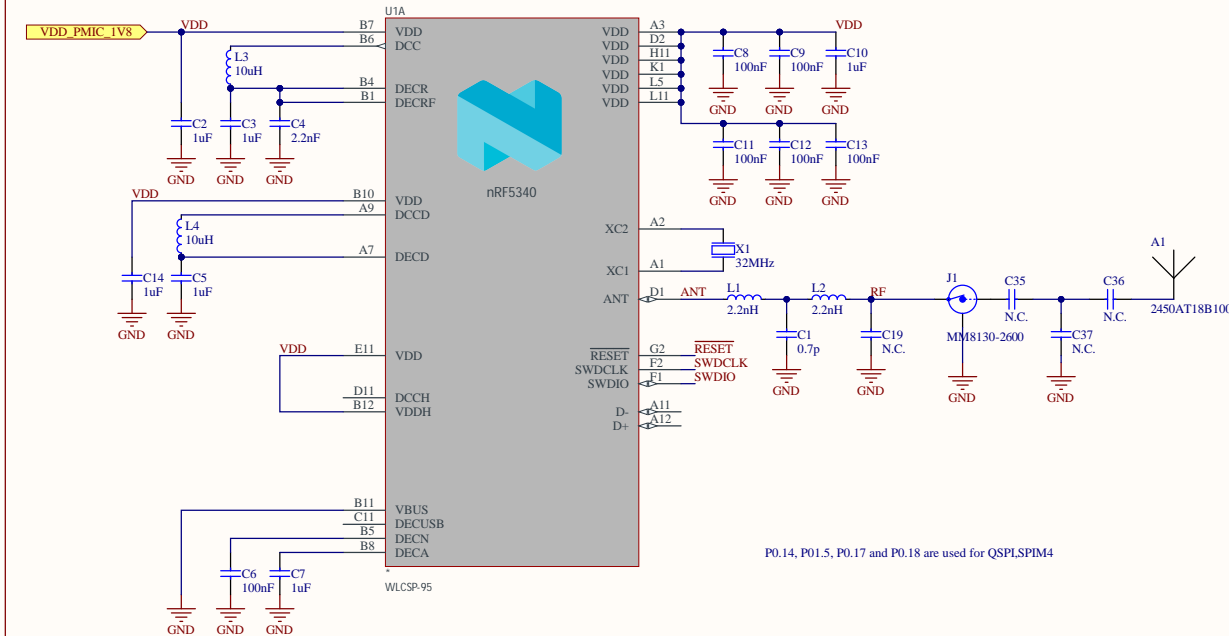 U1A
VDD_PMIC_1V8
VDD
B7
VDD
B6
DCC
L3
10uH
B4
DECR
B1
DECRF
C2
1uF
C3
1uF
C4
2.2nF
GND
GND
GND
VDD
B10
VDD
A9
DCCD
L4
10uH
A7
DECD
C14
1uF
C5
1uF
GND
GND
VDD
E11
VDD
D11
DCCH
B12
VDDH
B11
VBUS
C11
DECUSB
B5
DECN
B8
DECA
C6
100nF
C7
1uF
GND
GND
GND
nRF5340
*
WLCSP-95
VDD
A3
VDD
D2
VDD
H11
VDD
K1
VDD
L5
VDD
L11
VDD
C8
100nF
C9
100nF
C10
1uF
GND
GND
GND
C11
100nF
C12
100nF
C13
100nF
GND
GND
GND
XC2
A2
X1
32MHz
XC1
A1
ANT
D1
ANT
L1
2.2nH
L2
2.2nH
RF
C1
0.7p
GND
C19
N.C.
GND
J1
MM8130-2600
GND
C35
N.C.
C36
N.C.
C37
N.C.
GND
A1
2450AT18B100
RESET
G2
RESET
SWDCLK
F2
SWDCLK
SWDIO
F1
SWDIO
D-
A11
D+
A12
P0.14, P01.5, P0.17 and P0.18 are used for QSPI,SPIM4